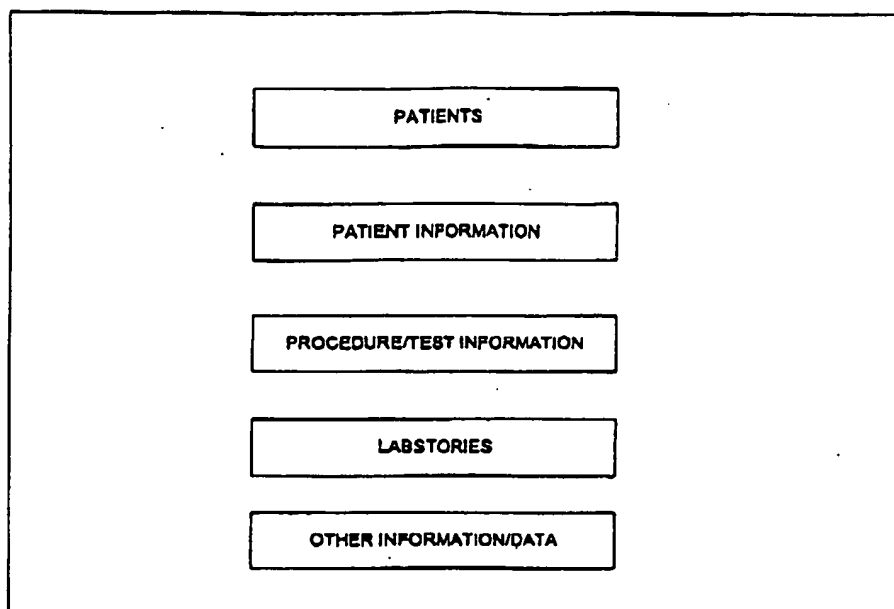 PATIENTS
PATIENT INFORMATION
PROCEDURE/TEST INFORMATION
LABSTORIES
OTHER INFORMATION/DATA